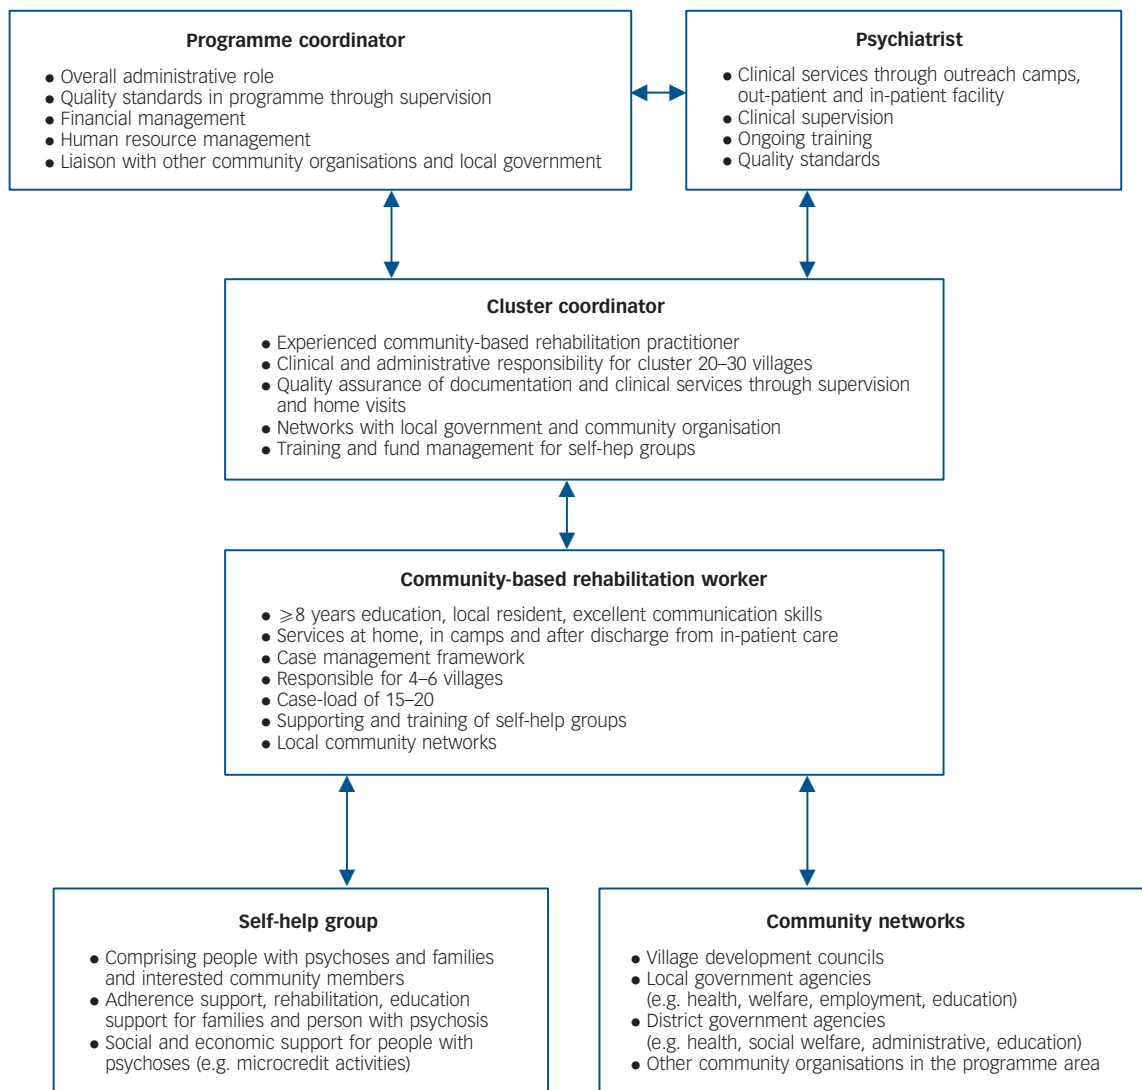 Programme coordinator
● Overall administrative role
● Quality standards in programme through supervision
● Financial management
● Human resource management
● Liaison with other community organisations and local government
Psychiatrist
● Clinical services through outreach camps,
out-patient and in-patient facility
● Clinical supervision
● Ongoing training
● Quality standards
Cluster coordinator
● Experienced community-based rehabilitation practitioner
● Clinical and administrative responsibility for cluster 20–30 villages
● Quality assurance of documentation and clinical services through supervision
and home visits
● Networks with local government and community organisation
● Training and fund management for self-hep groups
Community-based rehabilitation worker
● ⩾8 years education, local resident, excellent communication skills
● Services at home, in camps and after discharge from in-patient care
● Case management framework
● Responsible for 4–6 villages
● Case-load of 15–20
● Supporting and training of self-help groups
● Local community networks
Self-help group
● Comprising people with psychoses and families
and interested community members
● Adherence support, rehabilitation, education
support for families and person with psychosis
● Social and economic support for people with
psychoses (e.g. microcredit activities)
Community networks
● Village development councils
● Local government agencies
(e.g. health, welfare, employment, education)
● District government agencies
(e.g. health, social welfare, administrative, education)
● Other community organisations in the programme area